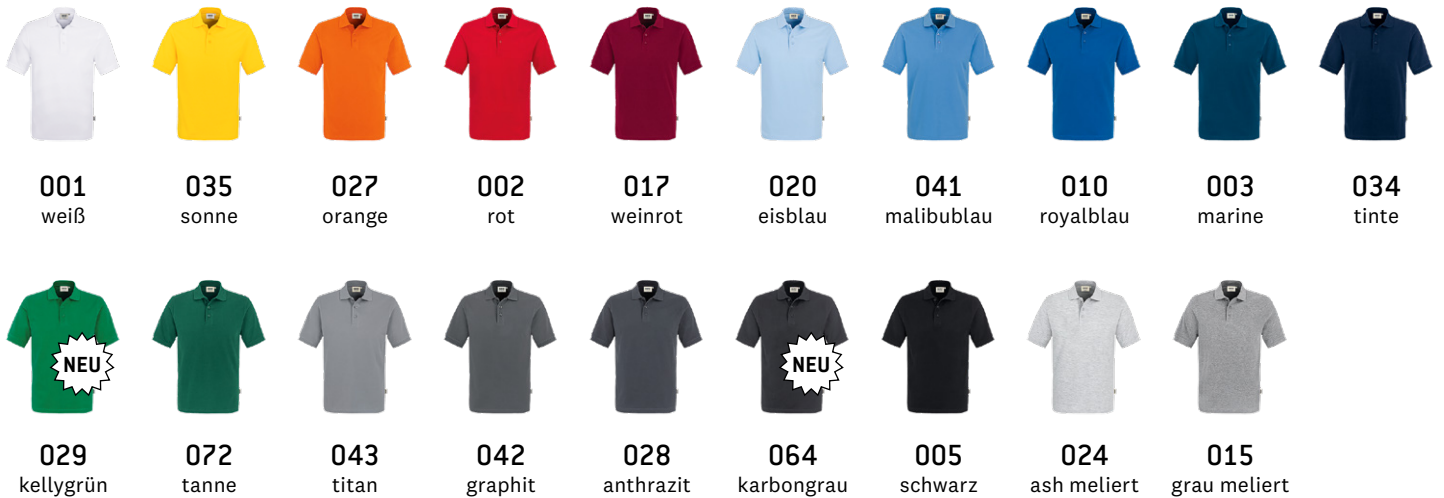 001 035 027 002 017 020 041 010 003 034
weiß sonne orange rot weinrot eisblau malibublau royalblau marine tinte
NEU NEU
029 072 043 042 028 064 005 024 015
kellygrün tanne titan graphit anthrazit karbongrau schwarz ash meliert grau meliert